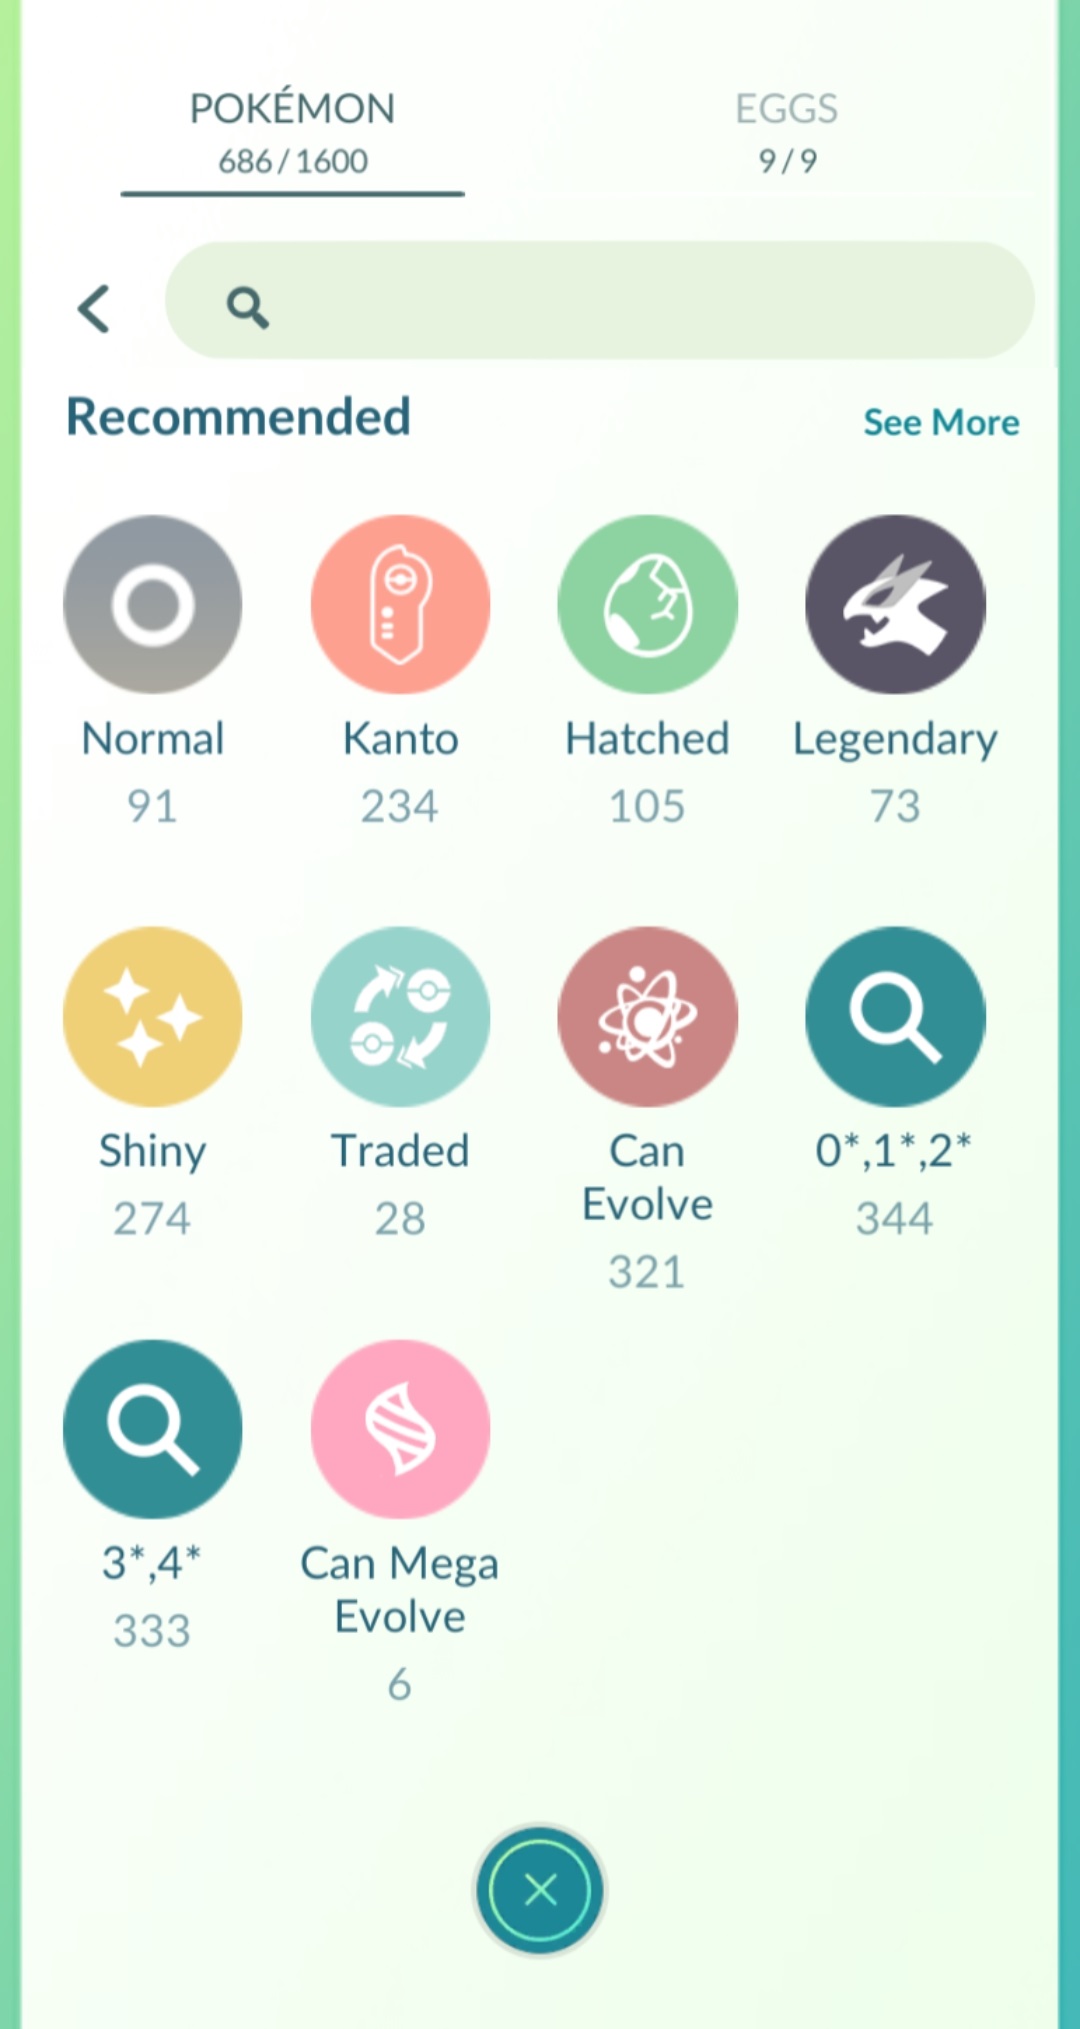 POKÉMON
EGGS
686/1600
9/9
Recommended
See More
Normal
Kanto
Hatched
Legendary
91
234
105
73
Shiny
Traded
Can
Evolve
0*,1*,2*
274
28
321
344
3*,4*
Can Mega
Evolve
333
6